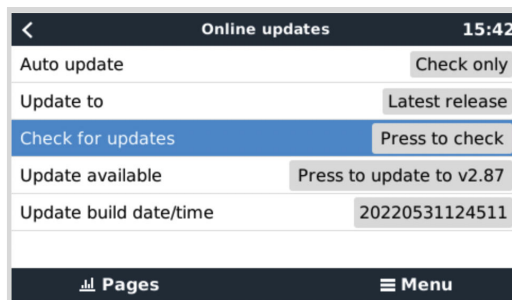 Online updates 15:42
Auto update Check only
Update to Latest release
Check for updates Press to check
Update available Press to update to v2.87
Update build date/time 20220531124511
Pages Menu